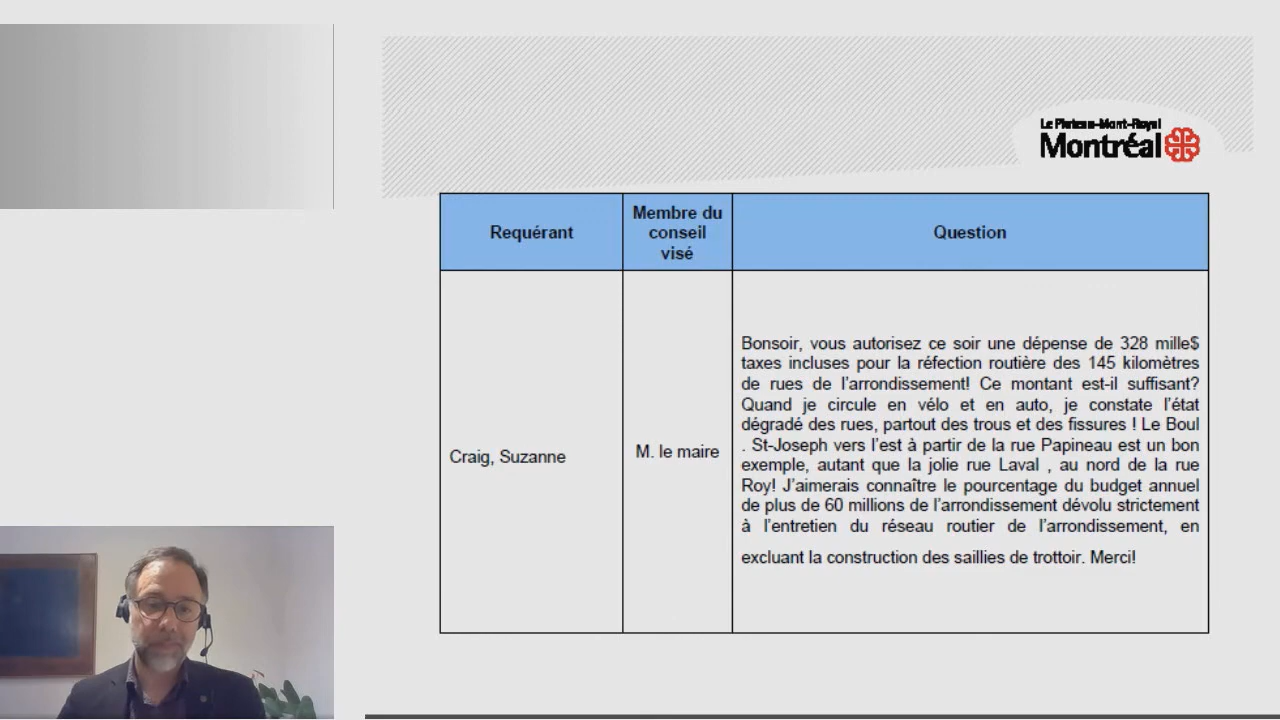 Le Plateau-Mont-Royal
Montréal
Requérant
Membre du
conseil
visé
Question
Craig, Suzanne
M. le maire
Bonsoir, vous autorisez ce soir une dépense de 328 mille$
taxes incluses pour la réfection routière des 145 kilomètres
de rues de l’arrondissement! Ce montant est-il suffisant?
Quand je circule en vélo et en auto, je constate l’état
dégradé des rues, partout des trous et des fissures ! Le Boul
. St-Joseph vers l’est à partir de la rue Papineau est un bon
exemple, autant que la jolie rue Laval , au nord de la rue
Roy! J’aimerais connaître le pourcentage du budget annuel
de plus de 60 millions de l’arrondissement dévolu strictement
à l’entretien du réseau routier de l’arrondissement, en
excluant la construction des saillies de trottoir. Merci!